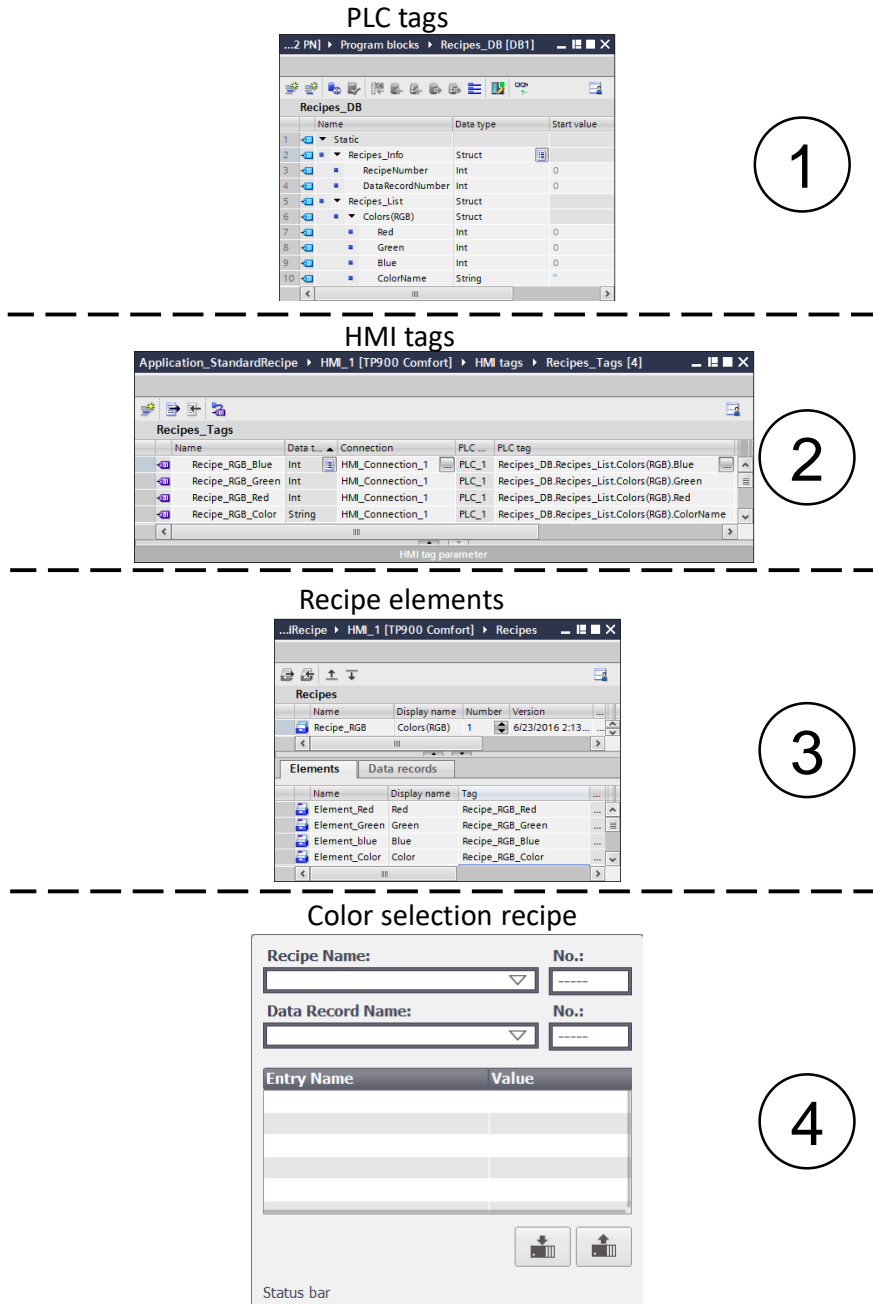 PLC tags
...2 PN] ▸ Program blocks ▸ Recipes_DB [DB1]
Recipes_DB
Name Data type Start value
1 Static
2 Recipes_Info Struct
3 RecipeNumber Int 0
4 DataRecordNumber Int 0
5 Recipes_List Struct
6 Colors(RGB) Struct
7 Red Int 0
8 Green Int 0
9 Blue Int 0
10 ColorName String ''
1
HMI tags
Application_StandardRecipe ▸ HMI_1 [TP900 Comfort] ▸ HMI tags ▸ Recipes_Tags [4]
Recipes_Tags
Name Data t... Connection PLC ... PLC tag
Recipe_RGB_Blue Int HMI_Connection_1 ... PLC_1 Recipes_DB.Recipes_List.Colors(RGB).Blue ...
Recipe_RGB_Green Int HMI_Connection_1 PLC_1 Recipes_DB.Recipes_List.Colors(RGB).Green
Recipe_RGB_Red Int HMI_Connection_1 PLC_1 Recipes_DB.Recipes_List.Colors(RGB).Red
Recipe_RGB_Color String HMI_Connection_1 PLC_1 Recipes_DB.Recipes_List.Colors(RGB).ColorName
HMI tag parameter
2
Recipe elements
...lRecipe ▸ HMI_1 [TP900 Comfort] ▸ Recipes
Recipes
Name Display name Number Version ...
Recipe_RGB Colors(RGB) 1 6/23/2016 2:13... ...
Elements Data records
Name Display name Tag ...
Element_Red Red Recipe_RGB_Red ...
Element_Green Green Recipe_RGB_Green ...
Element_blue Blue Recipe_RGB_Blue ...
Element_Color Color Recipe_RGB_Color ...
3
Color selection recipe
Recipe Name: No.:
-----
Data Record Name: No.:
-----
Entry Name Value
4
Status bar